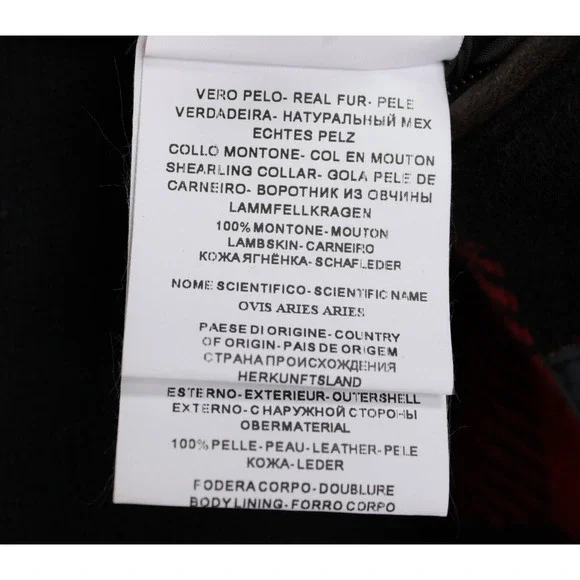 VERO PELO- REAL FUR- PELE
VERDADEIRA- НАТУРАЛЬНЫЙ МЕХ
ECHTES PELZ
COLLO MONTONE- COL EN MOUTON
SHEARLING COLLAR- GOLA PELE DE
CARNEIRO- ВОРОТНИК ИЗ ОВЧИНЫ
LAMMFELLKRAGEN
100% MONTONE- MOUTON
LAMBSKIN- CARNEIRO
КОЖА ЯГНЁНКА- SCHAFLEDER
NOME SCIENTIFICO- SCIENTIFIC NAME
OVIS ARIES ARIES
PAESE DI ORIGINE- COUNTRY
OF ORIGIN- PAIS DE ORIGEM
СТРАНА ПРОИСХОЖДЕНИЯ
HERKUNFTSLAND
ESTERNO- EXTERIEUR- OUTERSHELL
EXTERNO- С НАРУЖНОЙ СТОРОНЫ
OBERMATERIAL
100% PELLE- PEAU- LEATHER- PELE
КОЖА- LEDER
FODERA CORPO- DOUBLURE
BODY LINING- FORRO CORPO